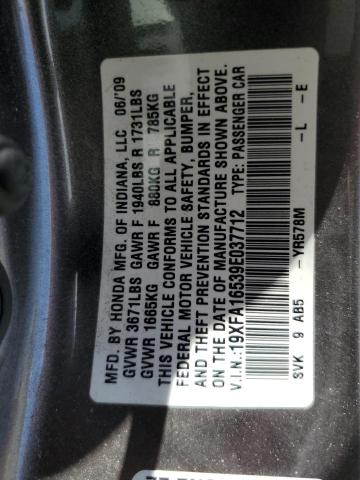 MFD. BY HONDA MFG. OF INDIANA, LLC 06/'09
GVWR 3671LBS GAWR F 1940LBS R 1731LBS
GVWR 1665KG GAWR F 880KG R 785KG
THIS VEHICLE CONFORMS TO ALL APPLICABLE
FEDERAL MOTOR VEHICLE SAFETY, BUMPER,
AND THEFT PREVENTION STANDARDS IN EFFECT
ON THE DATE OF MANUFACTURE SHOWN ABOVE.
V.I.N.:19XFA16539E037712 TYPE: PASSENGER CAR
SVK 9 AB5 -YR578M -L -E